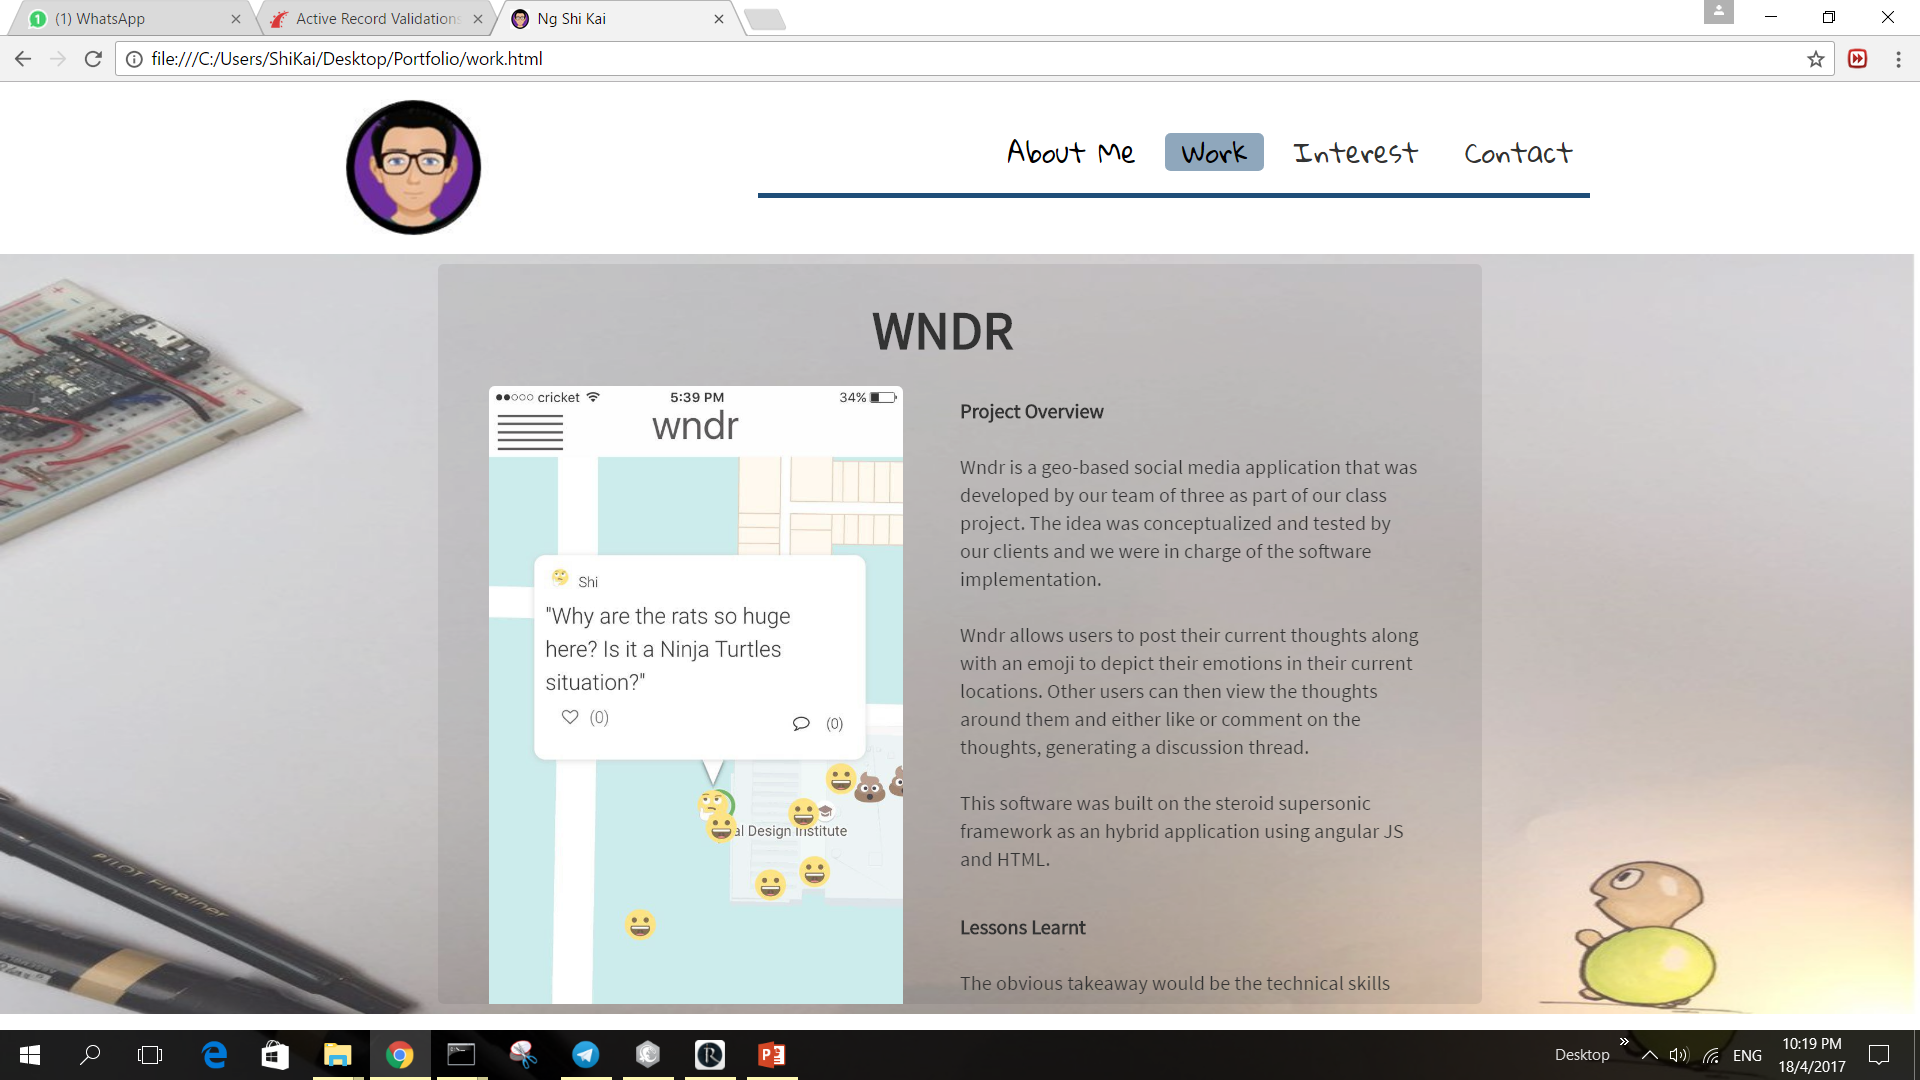 (1) WhatsApp
Active Record Validations
Ng Shi Kai
file:///C:/Users/ShiKai/Desktop/Portfolio/work.html
About Me Work Interest Contact
WNDR
cricket 5:39 PM 34%
wndr
Shi
"Why are the rats so huge
here? Is it a Ninja Turtles
situation?"
(0) (0)
al Design Institute
Project Overview
Wndr is a geo-based social media application that was
developed by our team of three as part of our class
project. The idea was conceptualized and tested by
our clients and we were in charge of the software
implementation.
Wndr allows users to post their current thoughts along
with an emoji to depict their emotions in their current
locations. Other users can then view the thoughts
around them and either like or comment on the
thoughts, generating a discussion thread.
This software was built on the steroid supersonic
framework as an hybrid application using angular JS
and HTML.
Lessons Learnt
The obvious takeaway would be the technical skills
PILOT Fineliner
Desktop ENG 10:19 PM
18/4/2017